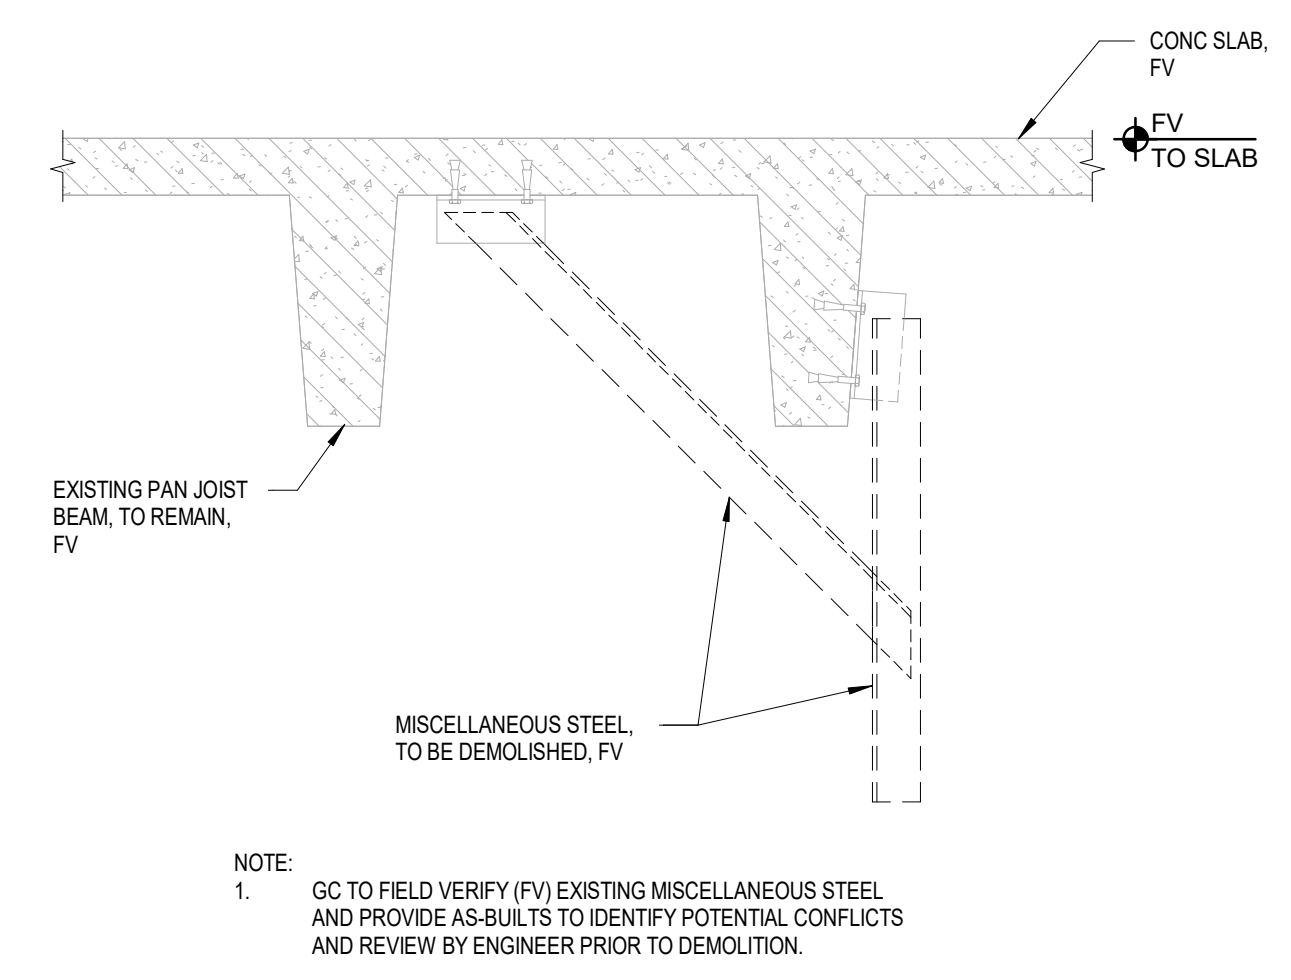 CONC SLAB,
FV
FV
TO SLAB
EXISTING PAN JOIST
BEAM, TO REMAIN,
FV
MISCELLANEOUS STEEL,
TO BE DEMOLISHED, FV
NOTE:
1. GC TO FIELD VERIFY (FV) EXISTING MISCELLANEOUS STEEL
AND PROVIDE AS-BUILTS TO IDENTIFY POTENTIAL CONFLICTS
AND REVIEW BY ENGINEER PRIOR TO DEMOLITION.